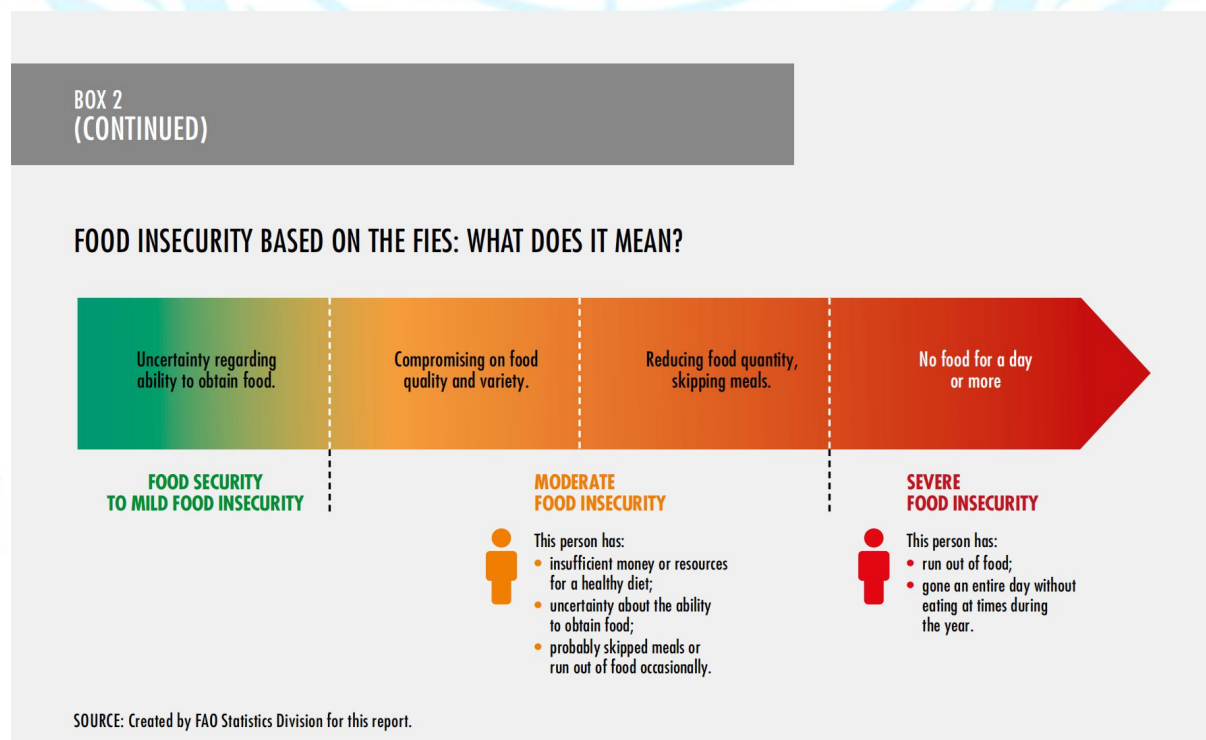 BOX 2
(CONTINUED)
FOOD INSECURITY BASED ON THE FIES: WHAT DOES IT MEAN?
Uncertainty regarding
ability to obtain food.
Compromising on food
quality and variety.
Reducing food quantity,
skipping meals.
No food for a day
or more
FOOD SECURITY
TO MILD FOOD INSECURITY
MODERATE
FOOD INSECURITY
This person has:
• insufficient money or resources
for a healthy diet;
• uncertainty about the ability
to obtain food;
• probably skipped meals or
run out of food occasionally.
SEVERE
FOOD INSECURITY
This person has:
• run out of food;
• gone an entire day without
eating at times during
the year.
SOURCE: Created by FAO Statistics Division for this report.